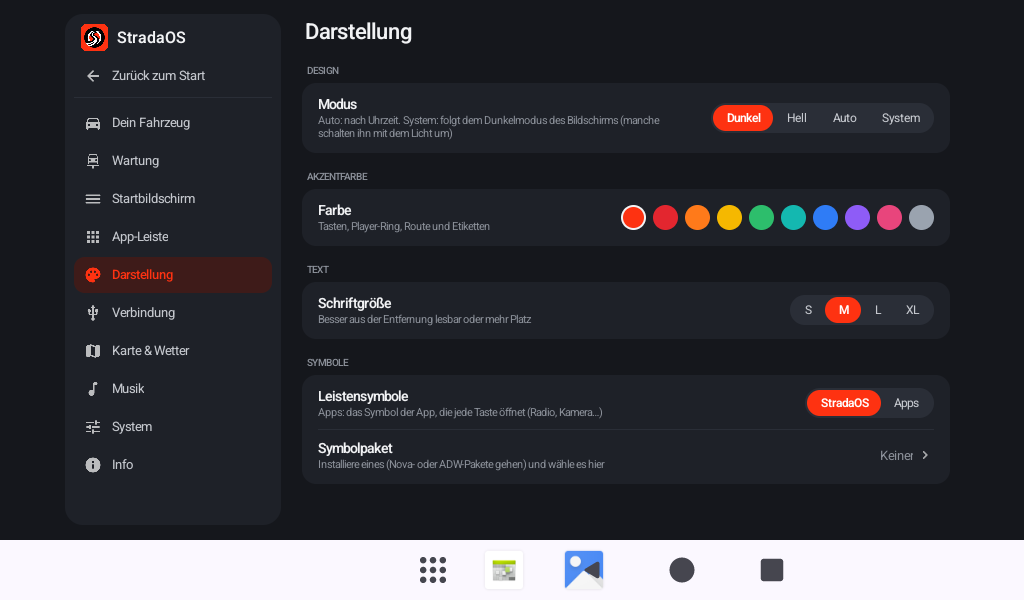 StradaOS
Zurück zum Start
Dein Fahrzeug
Wartung
Startbildschirm
App-Leiste
Darstellung
Verbindung
Karte & Wetter
Musik
System
Info
Darstellung
DESIGN
Modus
Auto: nach Uhrzeit. System: folgt dem Dunkelmodus des Bildschirms (manche
schalten ihn mit dem Licht um)
Dunkel Hell Auto System
AKZENTFARBE
Farbe
Tasten, Player-Ring, Route und Etiketten
TEXT
Schriftgröße
Besser aus der Entfernung lesbar oder mehr Platz
S M L XL
SYMBOLE
Leistensymbole
Apps: das Symbol der App, die jede Taste öffnet (Radio, Kamera...)
StradaOS Apps
Symbolpaket
Installiere eines (Nova- oder ADW-Pakete gehen) und wähle es hier
Keiner